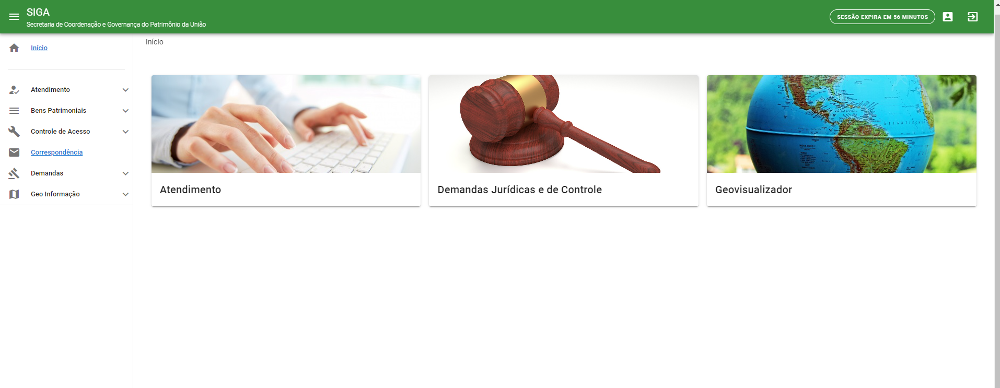 SIGA
Secretaria de Coordenação e Governança do Patrimônio da União
SESSÃO EXPIRA EM 56 MINUTOS
Início
Início
Atendimento
Bens Patrimoniais
Controle de Acesso
Correspondência
Demandas
Geo Informação
Atendimento
Demandas Jurídicas e de Controle
Geovisualizador